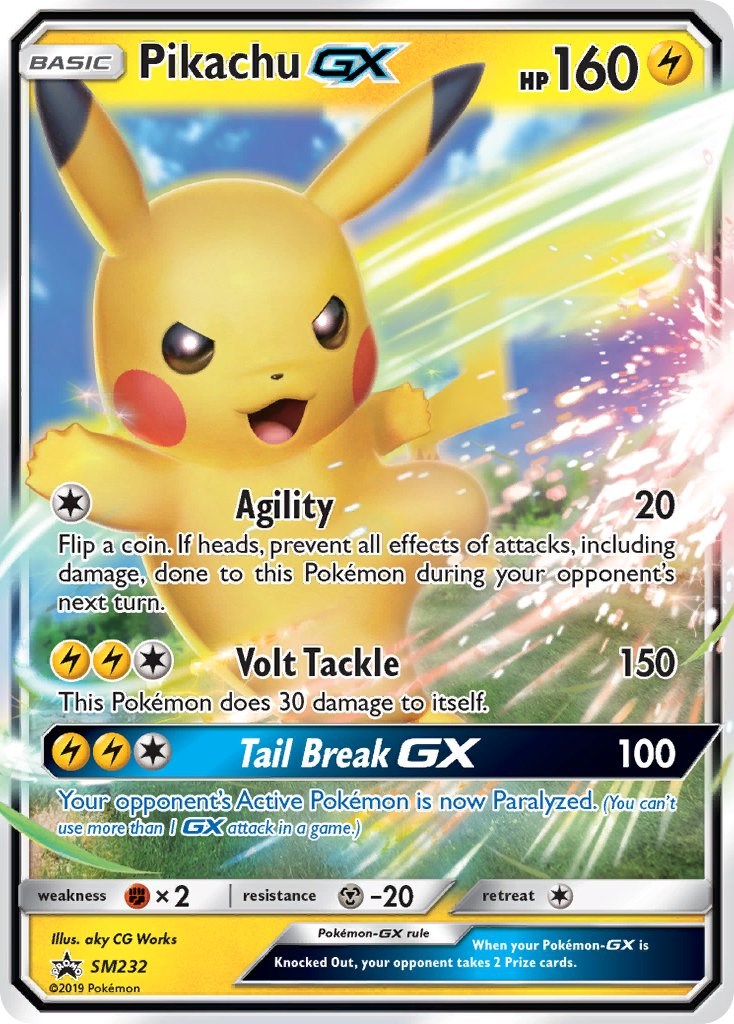 BASIC Pikachu GX HP 160
Agility 20
Flip a coin. If heads, prevent all effects of attacks, including
damage, done to this Pokémon during your opponent's
next turn.
Volt Tackle 150
This Pokémon does 30 damage to itself.
Tail Break GX 100
Your opponent's Active Pokémon is now Paralyzed. (You can't
use more than 1 GX attack in a game.)
weakness ×2 resistance -20 retreat
Illus. aky CG Works
PROMO SM232
©2019 Pokémon
Pokémon-GX rule
When your Pokémon-GX is
Knocked Out, your opponent takes 2 Prize cards.